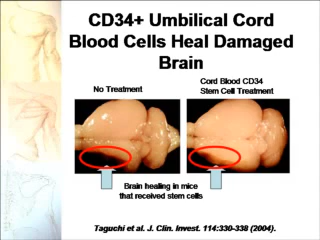 CD34+ Umbilical Cord
Blood Cells Heal Damaged
Brain
No Treatment
Cord Blood CD34
Stem Cell Treatment
Brain healing in mice
that received stem cells
Taguchi et al. J. Clin. Invest. 114:330-338 (2004).